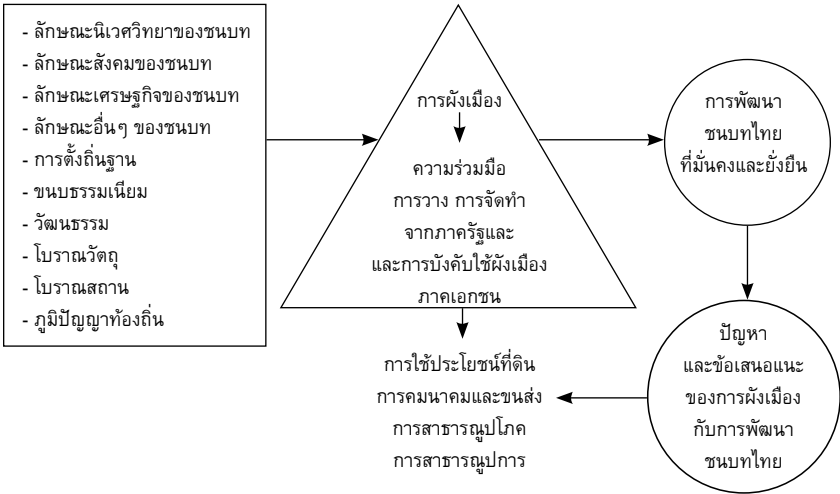 - ลักษณะนิเวศวิทยาของชนบท
- ลักษณะสังคมของชนบท
- ลักษณะเศรษฐกิจของชนบท
- ลักษณะอื่นๆ ของชนบท
- การตั้งถิ่นฐาน
- ขนบธรรมเนียม
- วัฒนธรรม
- โบราณวัตถุ
- โบราณสถาน
- ภูมิปัญญาท้องถิ่น
การผังเมือง
ความร่วมมือ
การวาง การจัดทำ
จากภาครัฐและ
และการบังคับใช้ผังเมือง
ภาคเอกชน
การพัฒนา
ชนบทไทย
ที่มั่นคงและยั่งยืน
ปัญหา
และข้อเสนอแนะ
ของการผังเมือง
กับการพัฒนา
ชนบทไทย
การใช้ประโยชน์ที่ดิน
การคมนาคมและขนส่ง
การสาธารณูปโภค
การสาธารณูปการ